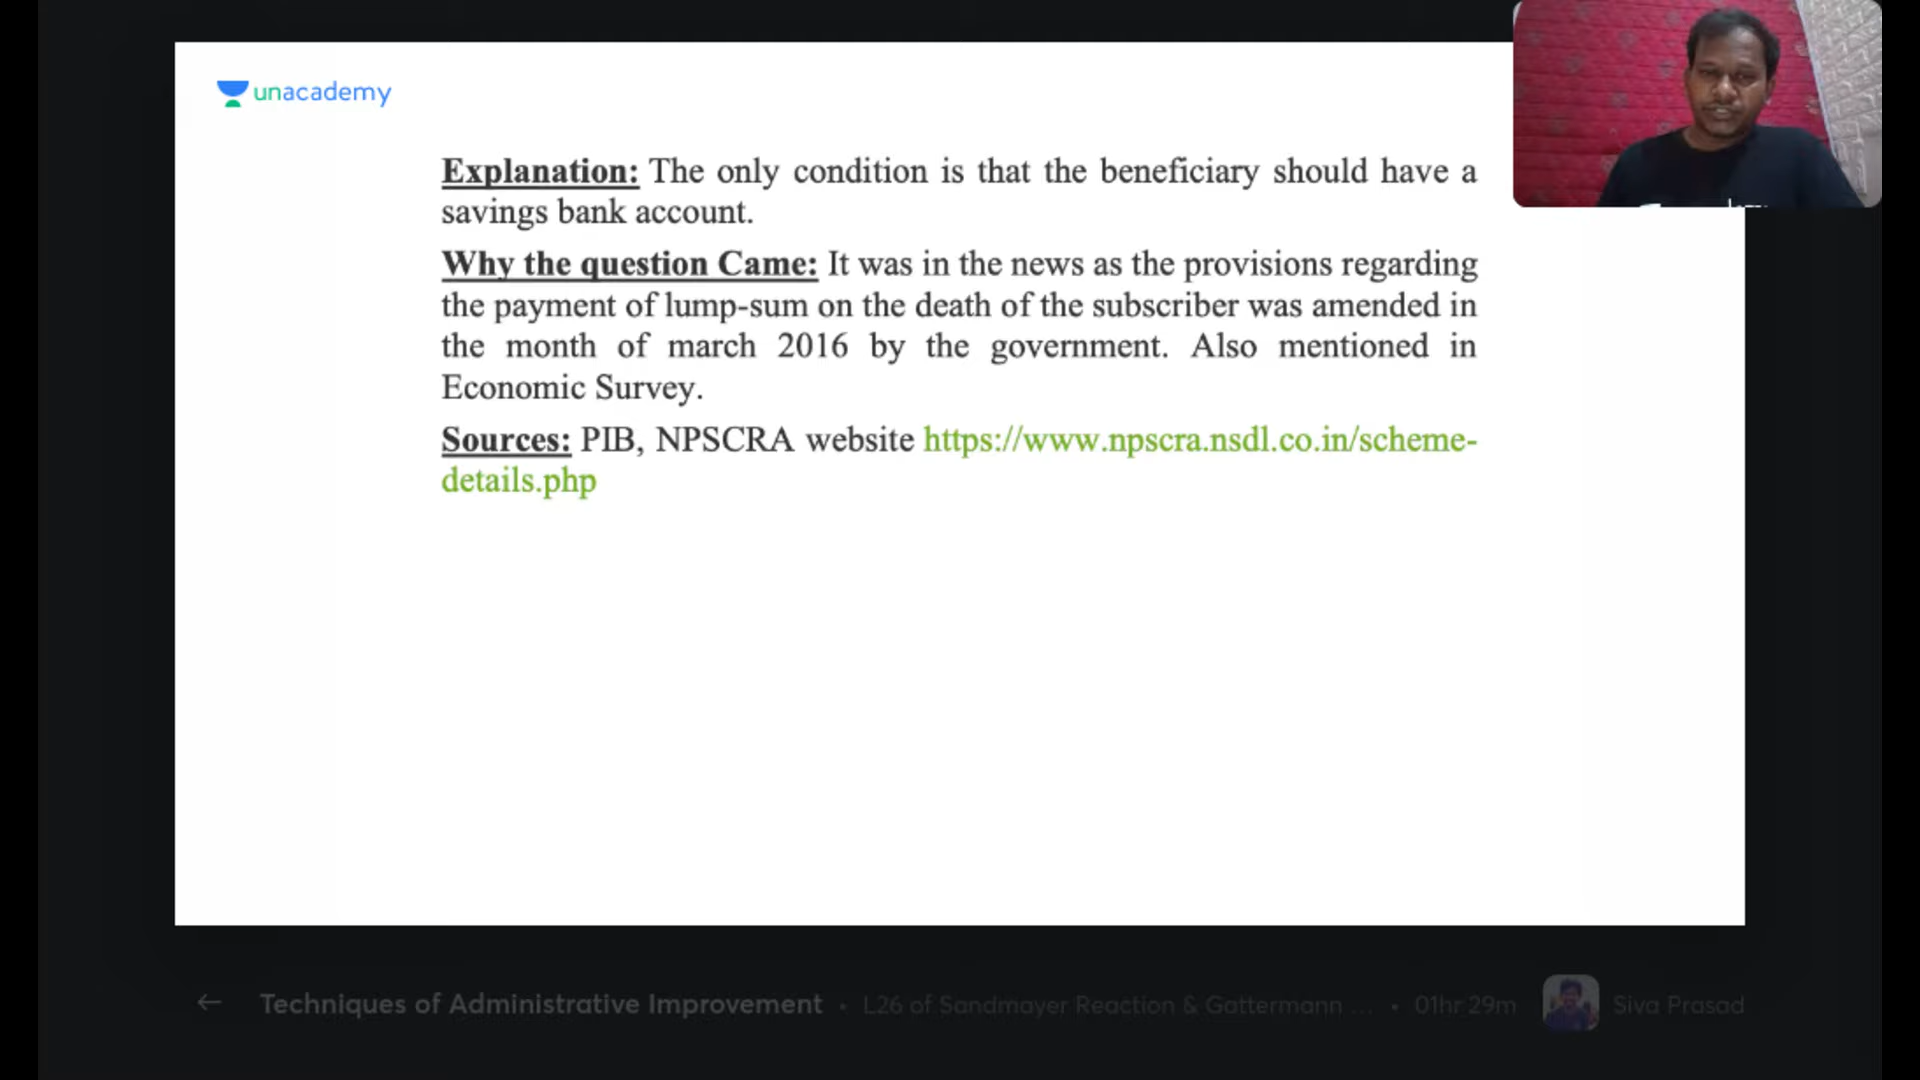 unacademy
Explanation: The only condition is that the beneficiary should have a
savings bank account.
Why the question Came: It was in the news as the provisions regarding
the payment of lump-sum on the death of the subscriber was amended in
the month of march 2016 by the government. Also mentioned in
Economic Survey.
Sources: PIB, NPSCRA website https://www.npscra.nsdl.co.in/scheme-
details.php
Techniques of Administrative Improvement • L26 of Sandmayer Reaction & Gattermann ... • 01hr 29m Siva Prasad